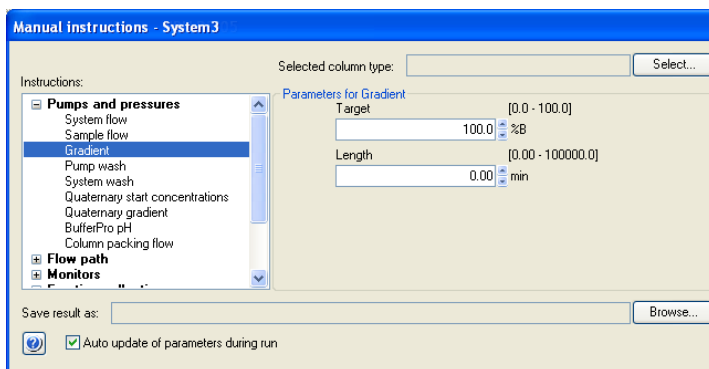 Manual instructions - System3
Selected column type:
Select...
Instructions:
Pumps and pressures
System flow
Sample flow
Gradient
Pump wash
System wash
Quaternary start concentrations
Quaternary gradient
BufferPro pH
Column packing flow
Flow path
Monitors
Parameters for Gradient
Target [0.0 - 100.0]
100.0 %B
Length [0.00 - 100000.0]
0.00 min
Save result as:
Browse...
Auto update of parameters during run